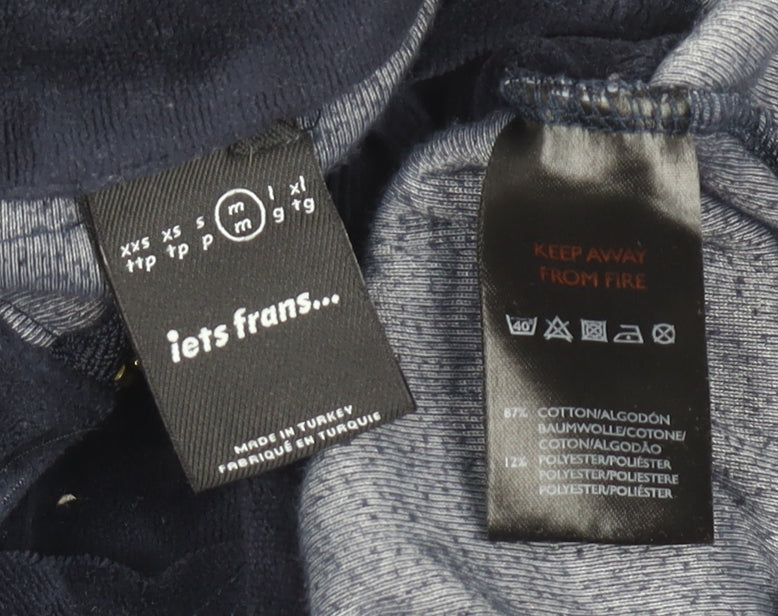 xxs xs s m l xl
ttp tp p m g tg
iets frans...
MADE IN TURKEY
FABRIQUÉ EN TURQUIE
KEEP AWAY
FROM FIRE
40°
87% COTTON/ALGODÓN
BAUMWOLLE/COTONE/
COTON/ALGODÃO
12% POLYESTER/POLIÉSTER
POLYESTER/POLIESTERE
POLYESTER/POLIÉSTER